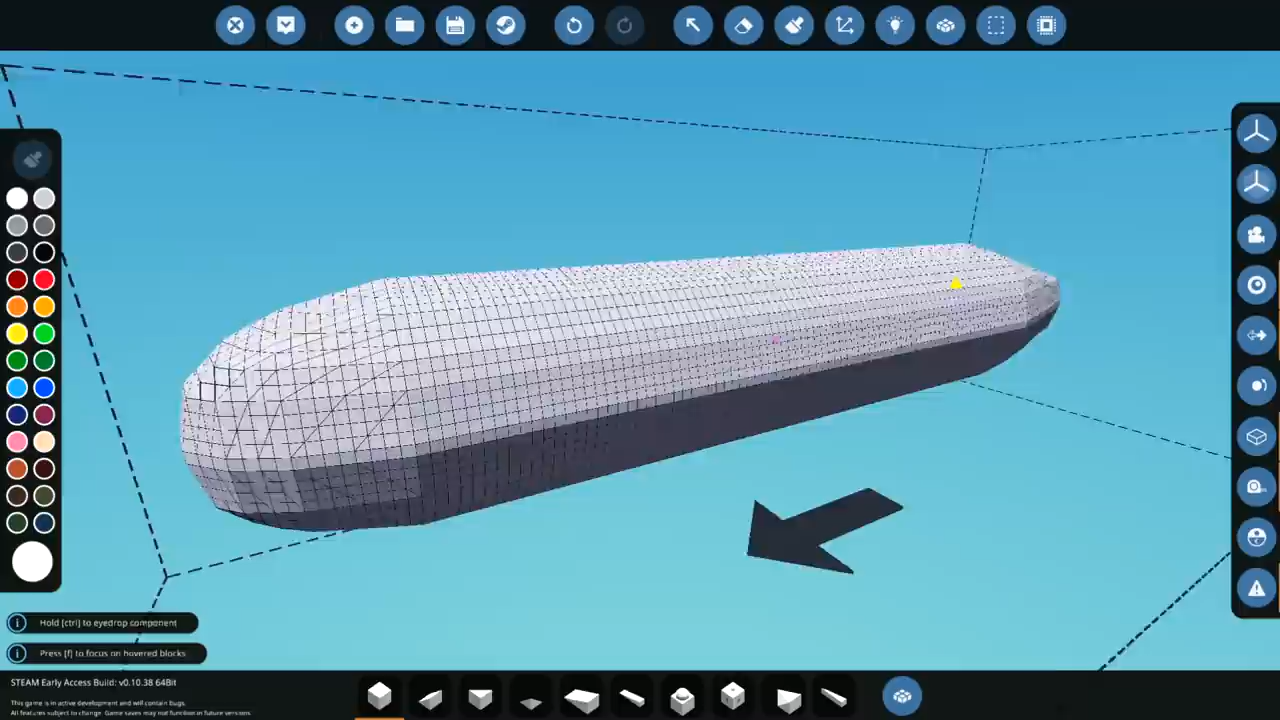 Hold [ctrl] to eyedrop component
Press [f] to focus on hovered blocks
STEAM Early Access Build: v0.10.38 64Bit
This game is in active development and will contain bugs.
All features subject to change. Game saves may not function in future versions.